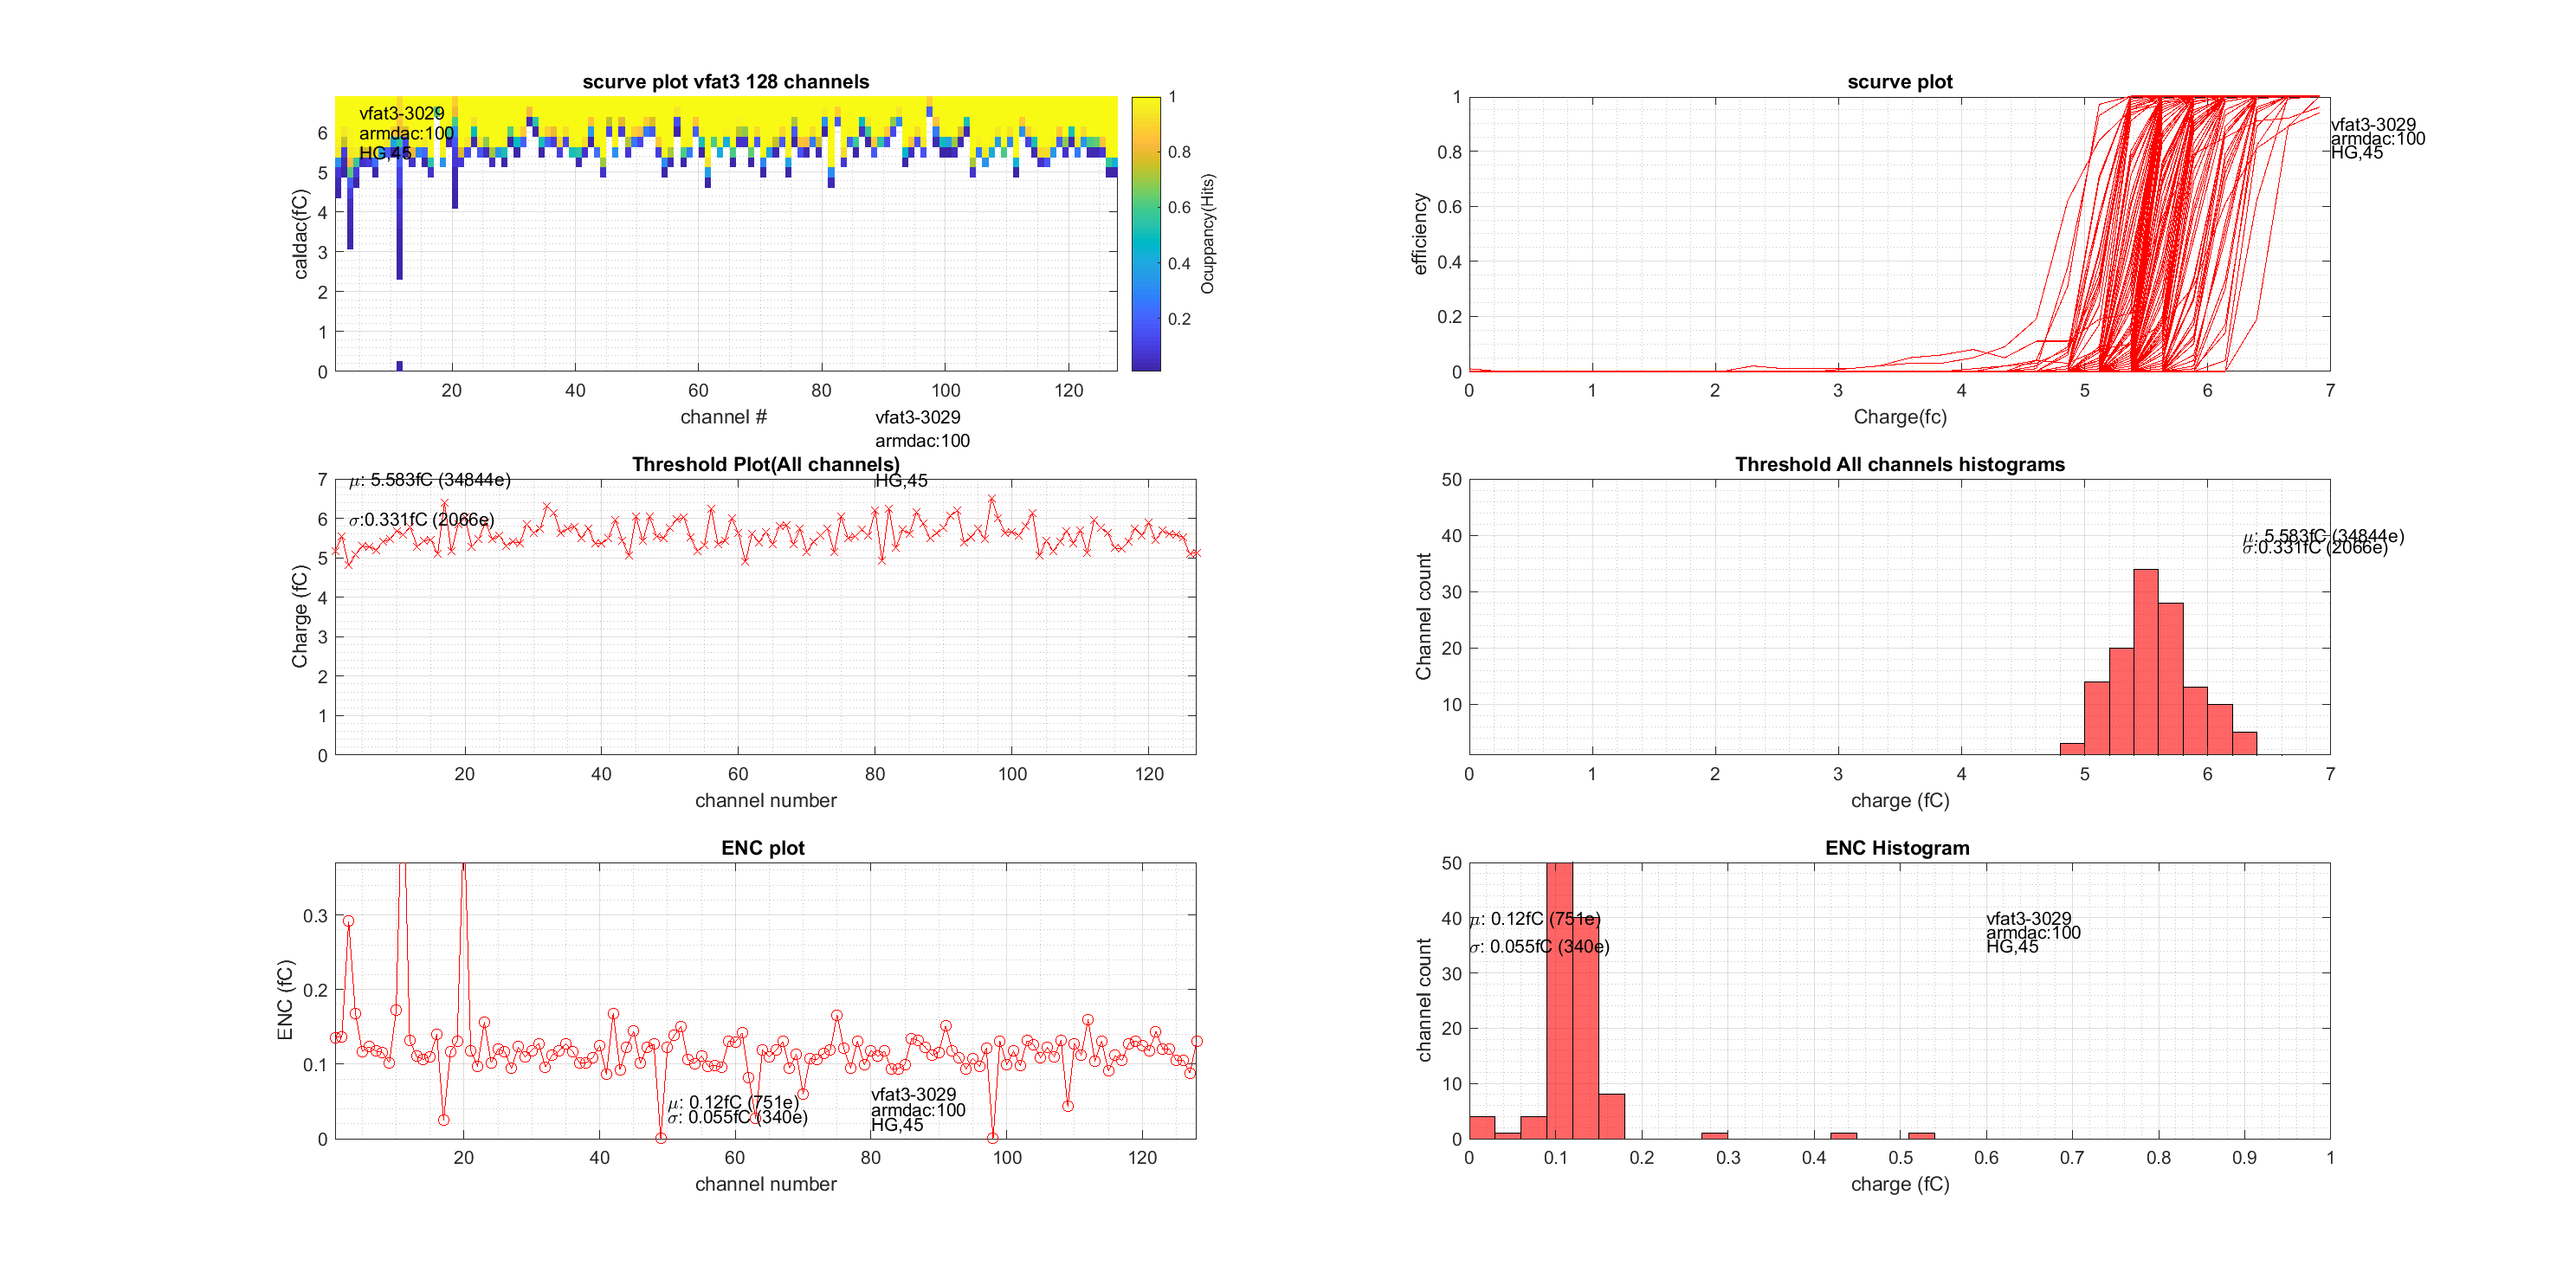 scurve plot vfat3 128 channels
vfat3-3029
armdac:100
HG,45
caldac(fC)
0
1
2
3
4
5
6
20
40
60
80
100
120
channel #
0.2
0.4
0.6
0.8
1
Ocuppancy(Hits)
scurve plot
vfat3-3029
armdac:100
HG,45
efficiency
0
0.2
0.4
0.6
0.8
1
0
1
2
3
4
5
6
7
Charge(fc)
vfat3-3029
armdac:100
HG,45
Threshold Plot(All channels)
μ: 5.583fC (34844e)
σ:0.331fC (2066e)
Charge (fC)
0
1
2
3
4
5
6
7
20
40
60
80
100
120
channel number
Threshold All channels histograms
μ: 5.583fC (34844e)
σ:0.331fC (2066e)
Channel count
10
20
30
40
50
0
1
2
3
4
5
6
7
charge (fC)
ENC plot
ENC (fC)
0
0.1
0.2
0.3
μ: 0.12fC (751e)
σ: 0.055fC (340e)
vfat3-3029
armdac:100
HG,45
20
40
60
80
100
120
channel number
ENC Histogram
μ: 0.12fC (751e)
σ: 0.055fC (340e)
vfat3-3029
armdac:100
HG,45
channel count
0
10
20
30
40
50
0
0.1
0.2
0.3
0.4
0.5
0.6
0.7
0.8
0.9
1
charge (fC)